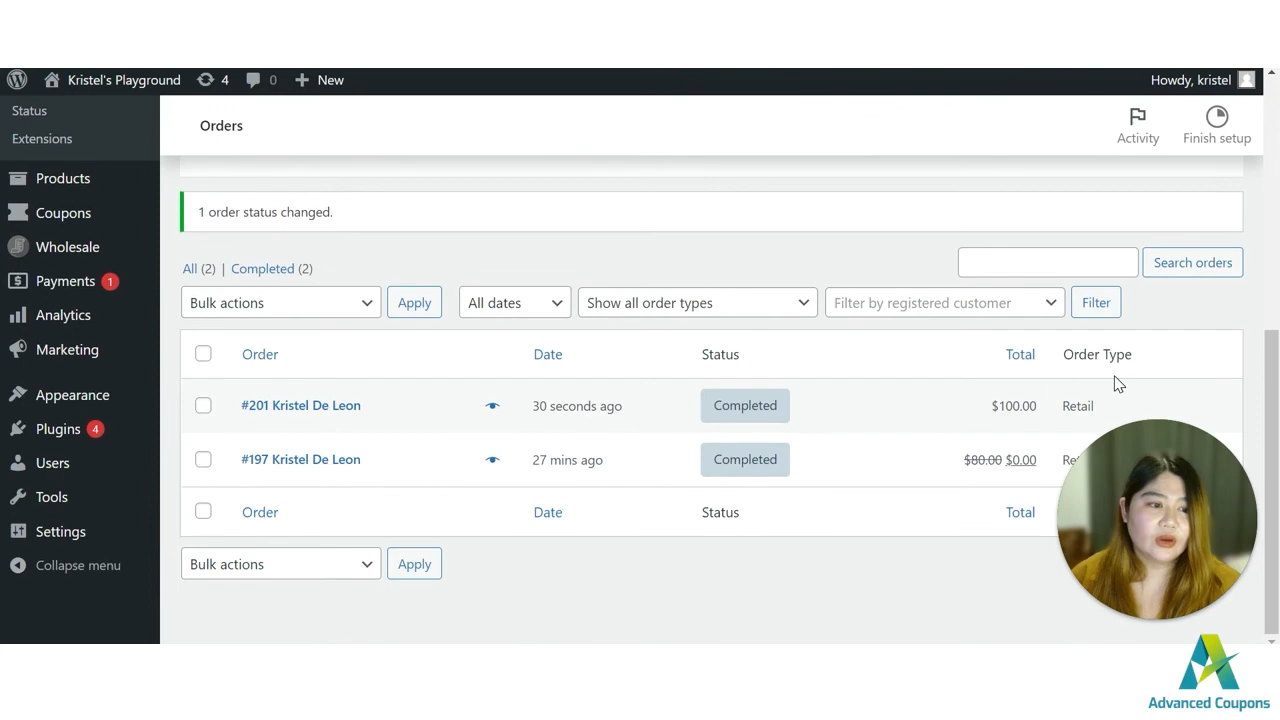 Kristel's Playground 4 0 New Howdy, kristel
Status
Extensions
Products
Coupons
Wholesale
Payments 1
Analytics
Marketing
Appearance
Plugins 4
Users
Tools
Settings
Collapse menu
Orders
Activity
Finish setup
1 order status changed.
All (2) | Completed (2)
Search orders
Bulk actions Apply All dates Show all order types Filter by registered customer Filter
Order Date Status Total Order Type
#201 Kristel De Leon 30 seconds ago Completed $100.00 Retail
#197 Kristel De Leon 27 mins ago Completed $80.00 $0.00
Order Date Status Total
Bulk actions Apply
Advanced Coupons